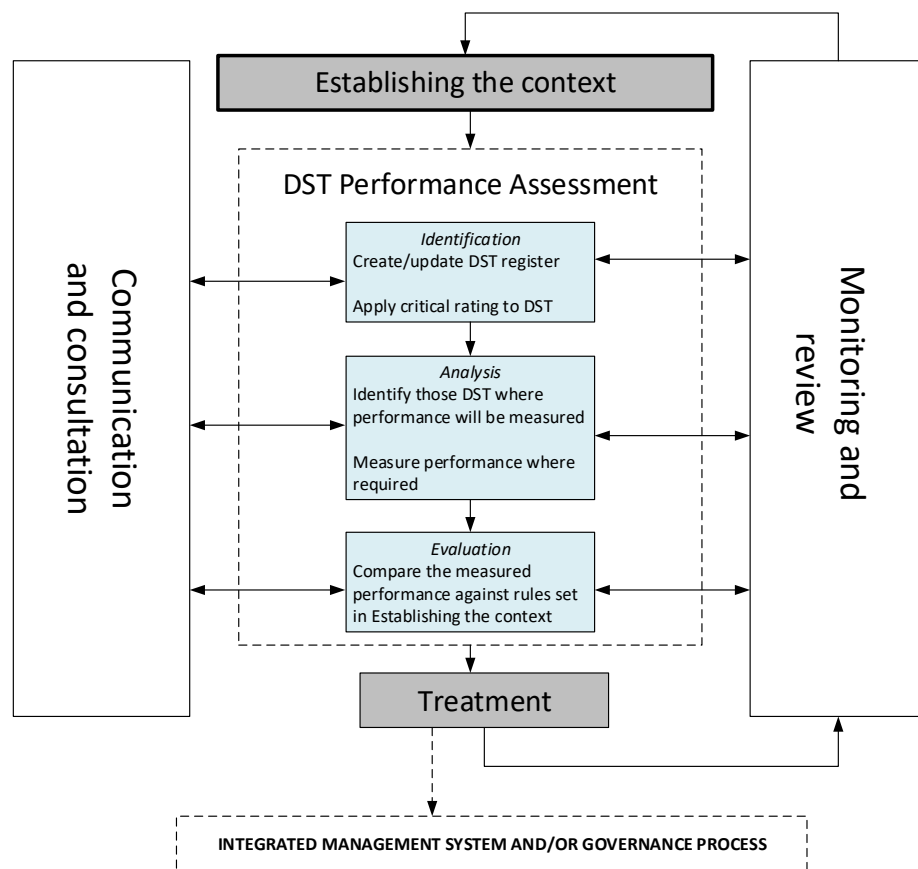 Establishing the context
Communication
and consultation
DST Performance Assessment
Identification
Create/update DST register
Apply critical rating to DST
Analysis
Identify those DST where
performance will be measured
Measure performance where
required
Evaluation
Compare the measured
performance against rules set
in Establishing the context
Monitoring and
review
Treatment
INTEGRATED MANAGEMENT SYSTEM AND/OR GOVERNANCE PROCESS